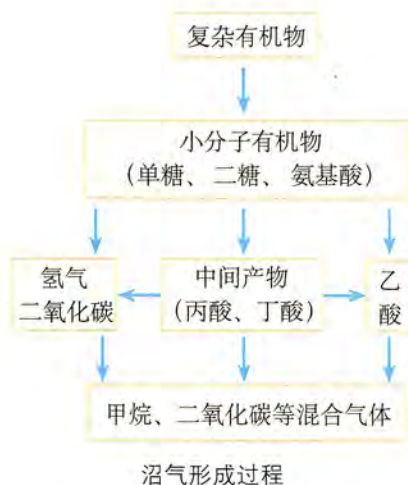 复杂有机物
小分子有机物
（单糖、二糖、氨基酸）
氢气
二氧化碳
中间产物
（丙酸、丁酸）
乙
酸
甲烷、二氧化碳等混合气体
沼气形成过程